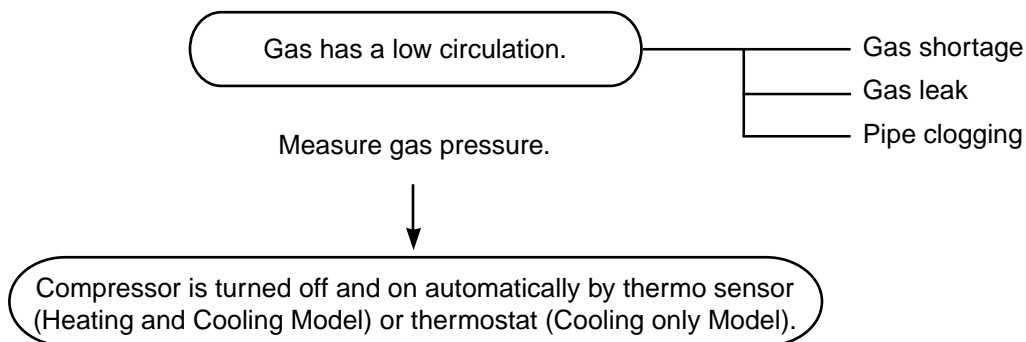 Gas has a low circulation.
Gas shortage
Gas leak
Pipe clogging
Measure gas pressure.
Compressor is turned off and on automatically by thermo sensor
(Heating and Cooling Model) or thermostat (Cooling only Model).